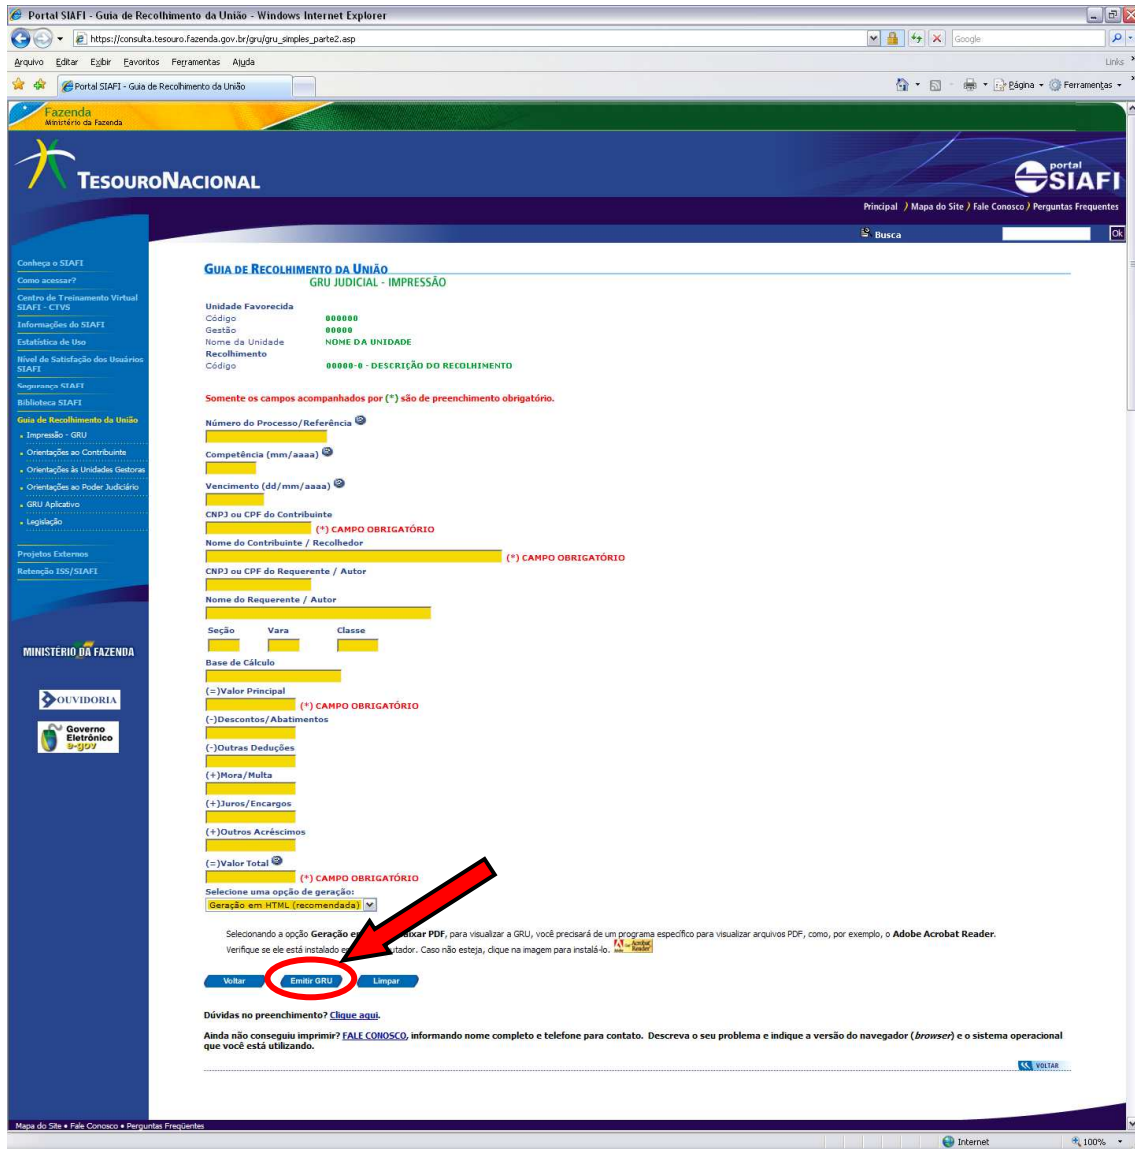 Portal SIAFI - Guia de Recolhimento da União - Windows Internet Explorer
https://consulta.tesouro.fazenda.gov.br/gru/gru_simples_parte2.asp
Google
Arquivo Editar Exibir Favoritos Ferramentas Ajuda
Links
Portal SIAFI - Guia de Recolhimento da União
Página
Ferramentas
Fazenda
Ministério da Fazenda
TESOURO NACIONAL
portal
SIAFI
Principal ) Mapa do Site ) Fale Conosco ) Perguntas Frequentes
Busca
Ok
Conheça o SIAFI
Como acessar?
Centro de Treinamento Virtual
SIAFI - CTVS
Informações do SIAFI
Estatística de Uso
Nível de Satisfação dos Usuários
SIAFI
Segurança SIAFI
Biblioteca SIAFI
Guia de Recolhimento da União
Impressão - GRU
Orientações ao Contribuinte
Orientações às Unidades Gestoras
Orientações ao Poder Judiciário
GRU Aplicativo
Legislação
Projetos Externos
Retenção ISS/SIAFI
MINISTÉRIO DA FAZENDA
OUVIDORIA
Governo
Eletrônico
e-gov
GUIA DE RECOLHIMENTO DA UNIÃO
GRU JUDICIAL - IMPRESSÃO
Unidade Favorecida
Código 000000
Gestão 00000
Nome da Unidade NOME DA UNIDADE
Recolhimento
Código 00000-0 - DESCRIÇÃO DO RECOLHIMENTO
Somente os campos acompanhados por (*) são de preenchimento obrigatório.
Número do Processo/Referência
Competência (mm/aaaa)
Vencimento (dd/mm/aaaa)
CNPJ ou CPF do Contribuinte
(*) CAMPO OBRIGATÓRIO
Nome do Contribuinte / Recolhedor
(*) CAMPO OBRIGATÓRIO
CNPJ ou CPF do Requerente / Autor
Nome do Requerente / Autor
Seção Vara Classe
Base de Cálculo
(=)Valor Principal
(*) CAMPO OBRIGATÓRIO
(-)Descontos/Abatimentos
(-)Outras Deduções
(+)Mora/Multa
(+)Juros/Encargos
(+)Outros Acréscimos
(=)Valor Total
(*) CAMPO OBRIGATÓRIO
Selecione uma opção de geração:
Geração em HTML (recomendada)
Selecionando a opção Geração e aixar PDF, para visualizar a GRU, você precisará de um programa específico para visualizar arquivos PDF, como, por exemplo, o Adobe Acrobat Reader.
Verifique se ele está instalado e utador. Caso não esteja, clique na imagem para instalá-lo.
Voltar Emitir GRU Limpar
Dúvidas no preenchimento? Clique aqui.
Ainda não conseguiu imprimir? FALE CONOSCO, informando nome completo e telefone para contato. Descreva o seu problema e indique a versão do navegador (browser) e o sistema operacional
que você está utilizando.
VOLTAR
Mapa do Site • Fale Conosco • Perguntas Freqüentes
Internet
100%